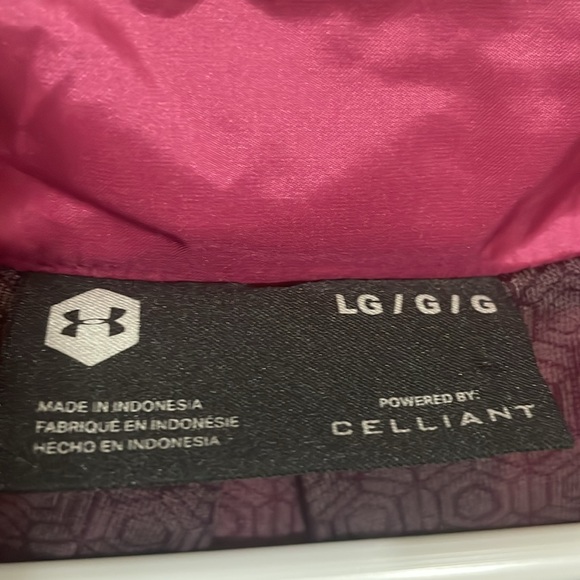 LG / G / G
MADE IN INDONESIA
FABRIQUÉ EN INDONÉSIE
HECHO EN INDONESIA
POWERED BY:
CELLIANT